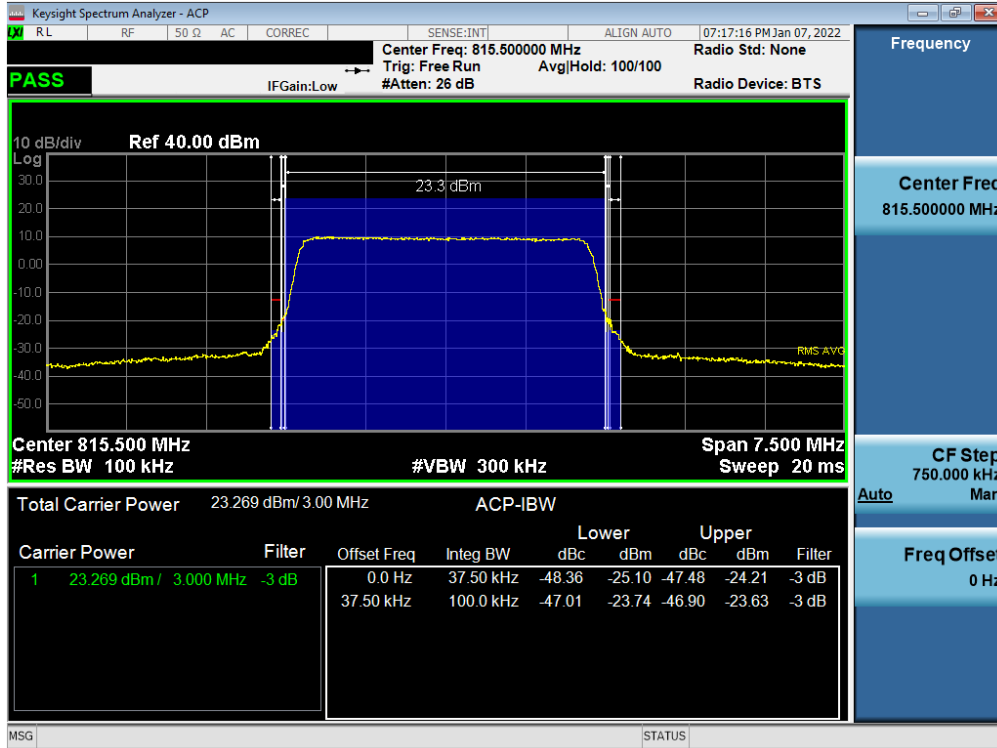 Keysight Spectrum Analyzer - ACP
LXI RL RF 50 Ω AC CORREC SENSE:INT ALIGN AUTO 07:17:16 PM Jan 07, 2022
Center Freq: 815.500000 MHz Radio Std: None
Trig: Free Run Avg|Hold: 100/100
PASS IFGain:Low #Atten: 26 dB Radio Device: BTS
Frequency
10 dB/div Ref 40.00 dBm
Log
30.0
23.3 dBm
20.0
10.0
0.00
-10.0
-20.0
-30.0
RMS AVG
-40.0
-50.0
Center 815.500 MHz Span 7.500 MHz
#Res BW 100 kHz #VBW 300 kHz Sweep 20 ms
Center Freq
815.500000 MHz
CF Step
750.000 kHz
Auto Man
Freq Offset
0 Hz
Total Carrier Power 23.269 dBm/ 3.00 MHz ACP-IBW
Lower Upper
Carrier Power Filter Offset Freq Integ BW dBc dBm dBc dBm Filter
1 23.269 dBm / 3.000 MHz -3 dB 0.0 Hz 37.50 kHz -48.36 -25.10 -47.48 -24.21 -3 dB
37.50 kHz 100.0 kHz -47.01 -23.74 -46.90 -23.63 -3 dB
MSG STATUS